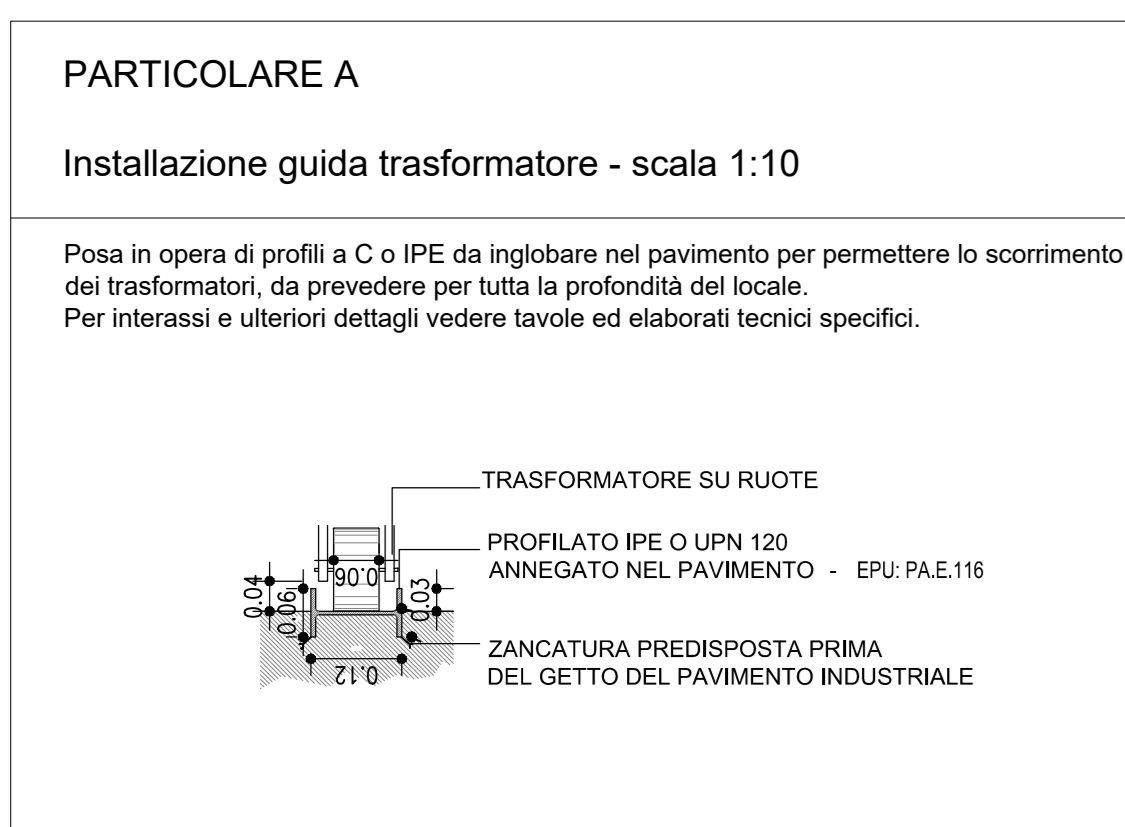 PARTICOLARE A
Installazione guida trasformatore - scala 1:10
Posa in opera di profili a C o IPE da inglobare nel pavimento per permettere lo scorrimento
dei trasformatori, da prevedere per tutta la profondità del locale.
Per interassi e ulteriori dettagli vedere tavole ed elaborati tecnici specifici.
TRASFORMATORE SU RUOTE
PROFILATO IPE O UPN 120
ANNEGATO NEL PAVIMENTO - EPU: PA.E.116
0.06
0.04
0.06
0.03
ZANCATURA PREDISPOSTA PRIMA
DEL GETTO DEL PAVIMENTO INDUSTRIALE
0.12